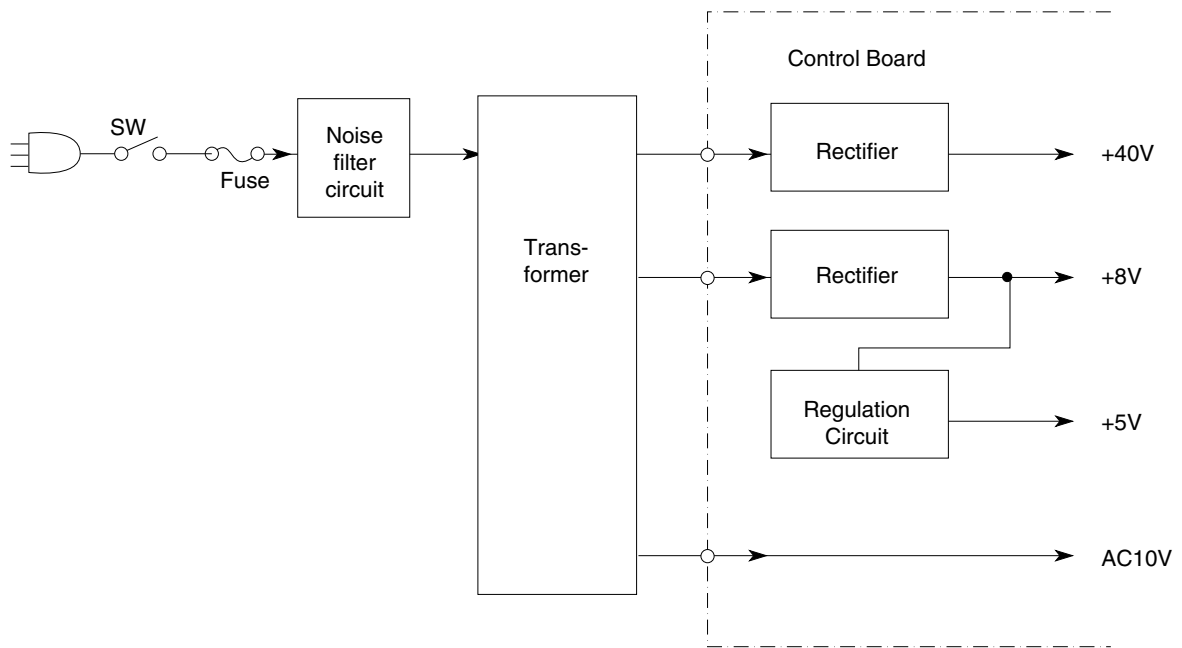 Control Board
SW
Fuse
Noise
filter
circuit
Trans-
former
Rectifier
+40V
Rectifier
+8V
Regulation
Circuit
+5V
AC10V